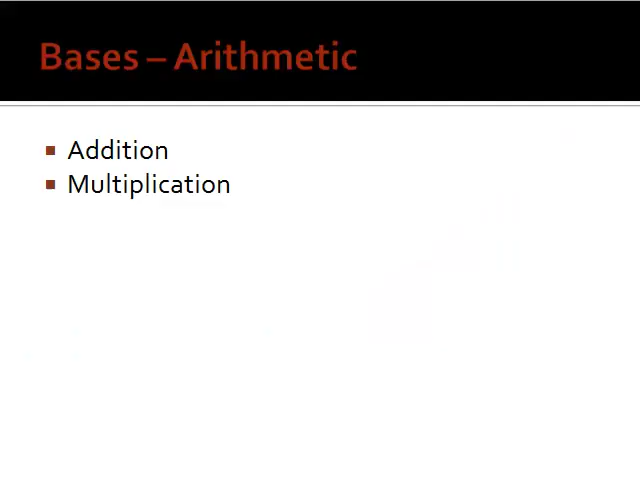 Bases – Arithmetic
Addition
Multiplication